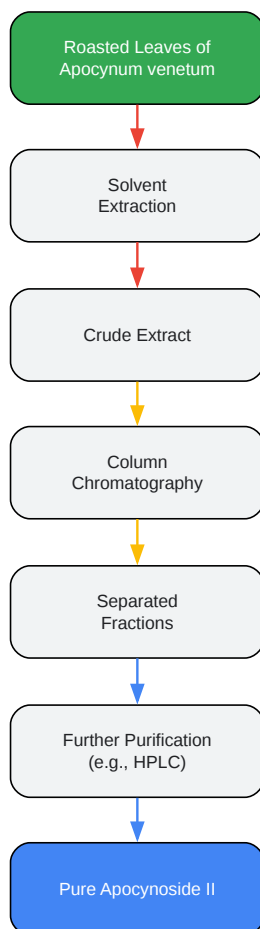 Roasted Leaves of
Apocynum venetum
Solvent
Extraction
Crude Extract
Column
Chromatography
Separated
Fractions
Further Purification
(e.g., HPLC)
Pure Apocynoside II